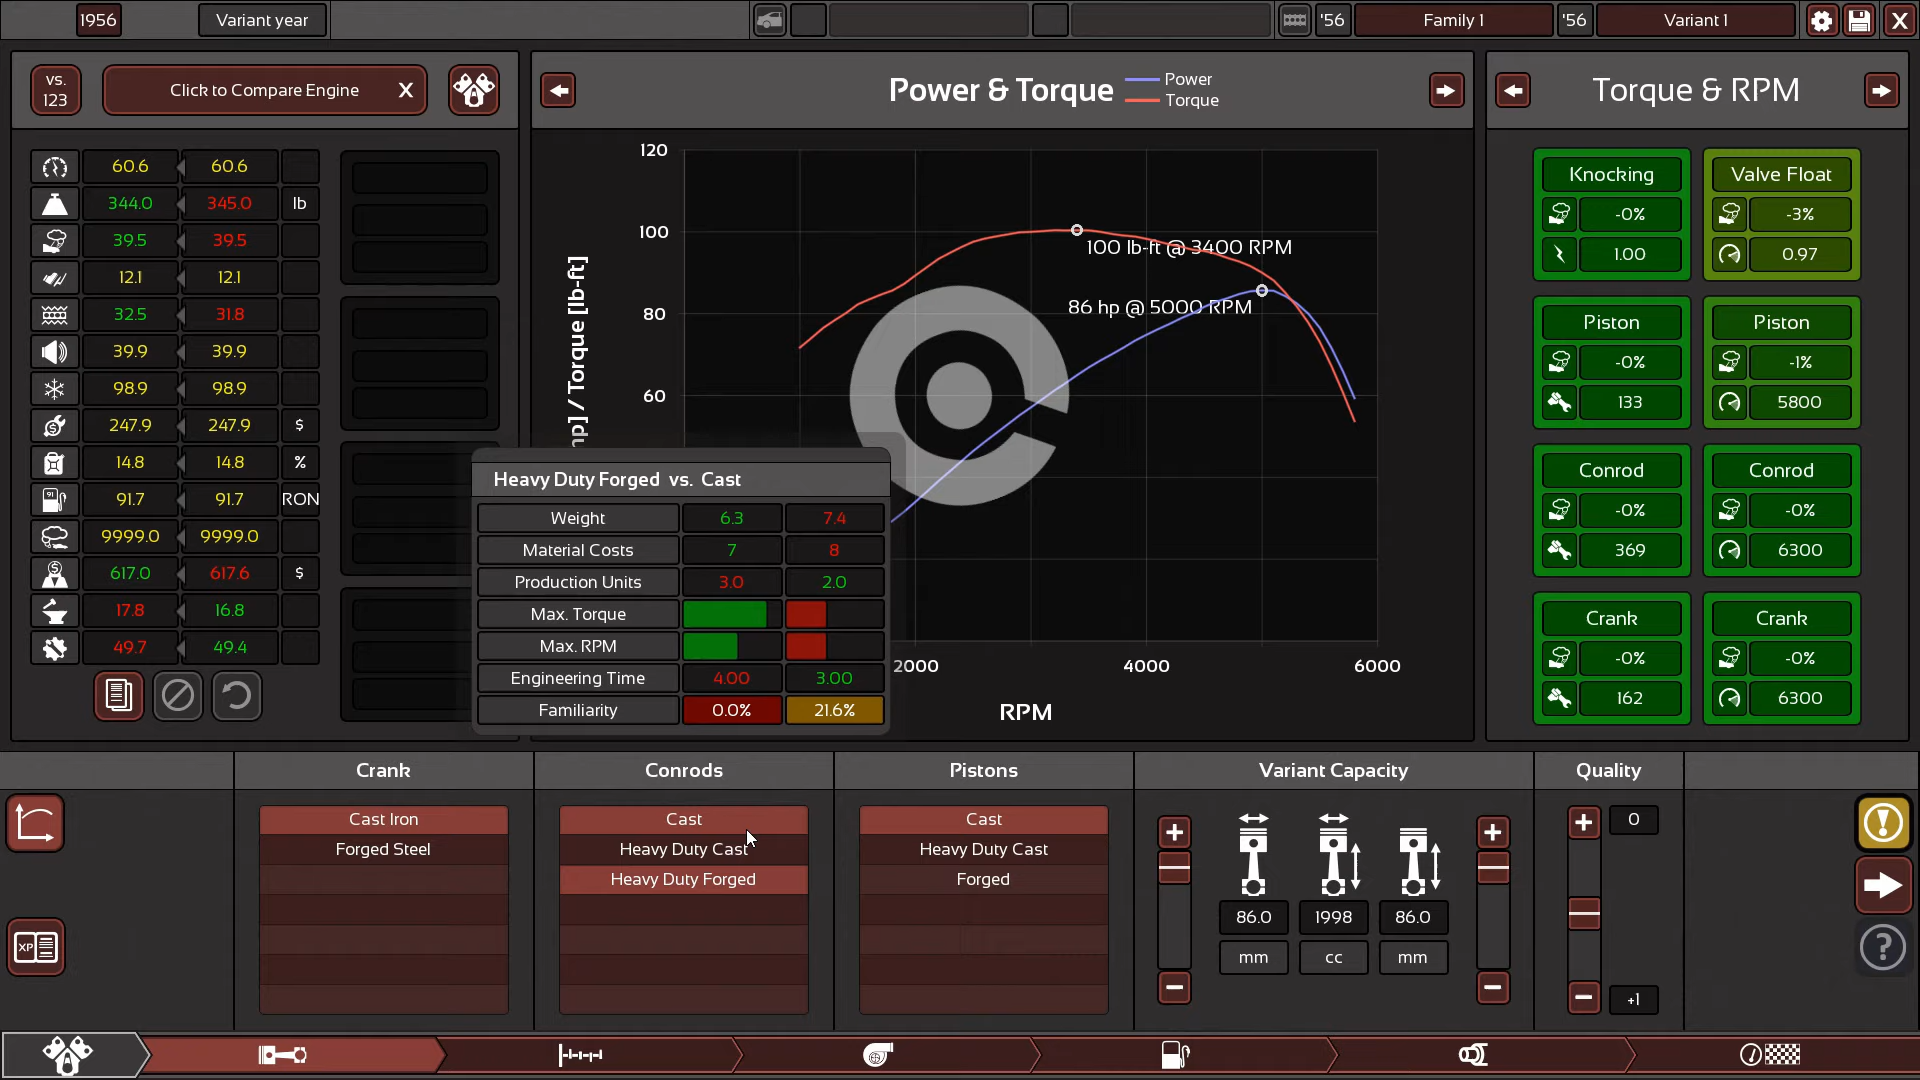 1956
Variant year
'56
Family 1
'56
Variant 1
X
vs.
123
Click to Compare Engine
X
60.6 60.6
344.0 345.0 lb
39.5 39.5
12.1 12.1
32.5 31.8
39.9 39.9
98.9 98.9
247.9 247.9 $
14.8 14.8 %
91
91.7 91.7 RON
9999.0 9999.0
617.0 617.6 $
17.8 16.8
49.7 49.4
Power & Torque
Power
Torque
120
100
80
60
100 lb-ft @ 3400 RPM
86 hp @ 5000 RPM
/ Torque [lb-ft]
2000 4000 6000
RPM
Heavy Duty Forged vs. Cast
Weight 6.3 7.4
Material Costs 7 8
Production Units 3.0 2.0
Max. Torque
Max. RPM
Engineering Time 4.00 3.00
Familiarity 0.0% 21.6%
Torque & RPM
Knocking Valve Float
-0% -3%
1.00 0.97
Piston Piston
-0% -1%
133 5800
Conrod Conrod
-0% -0%
369 6300
Crank Crank
-0% -0%
162 6300
XP
Crank
Cast Iron
Forged Steel
Conrods
Cast
Heavy Duty Cast
Heavy Duty Forged
Pistons
Cast
Heavy Duty Cast
Forged
Variant Capacity
86.0 1998 86.0
mm cc mm
Quality
0
+1
?